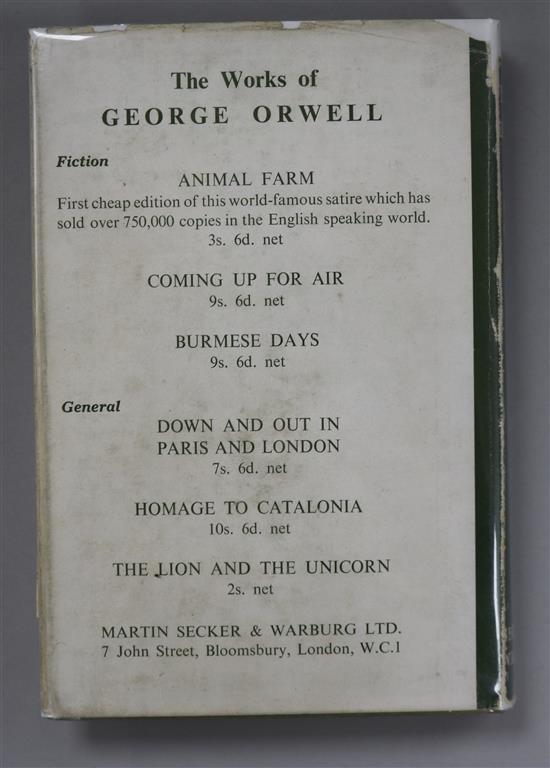 The Works of
GEORGE ORWELL
Fiction
ANIMAL FARM
First cheap edition of this world-famous satire which has
sold over 750,000 copies in the English speaking world.
3s. 6d. net
COMING UP FOR AIR
9s. 6d. net
BURMESE DAYS
9s. 6d. net
General
DOWN AND OUT IN
PARIS AND LONDON
7s. 6d. net
HOMAGE TO CATALONIA
10s. 6d. net
THE LION AND THE UNICORN
2s. net
MARTIN SECKER & WARBURG LTD.
7 John Street, Bloomsbury, London, W.C.1